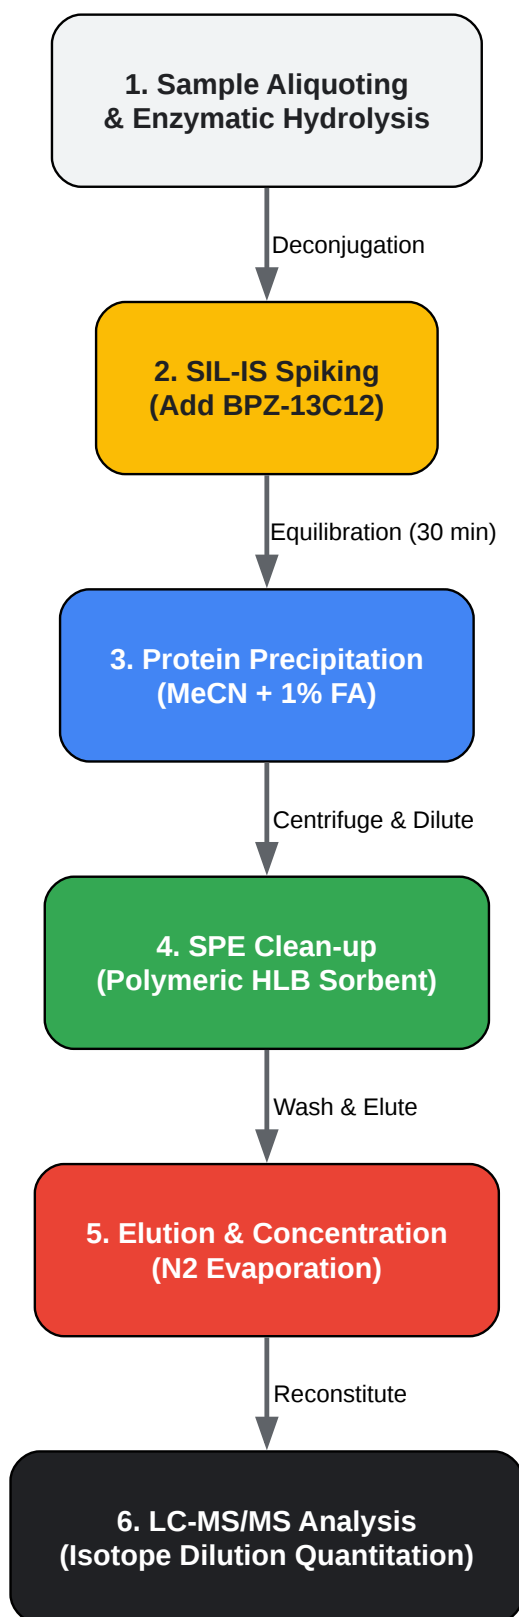 1. Sample Aliquoting
& Enzymatic Hydrolysis
Deconjugation
2. SIL-IS Spiking
(Add BPZ-13C12)
Equilibration (30 min)
3. Protein Precipitation
(MeCN + 1% FA)
Centrifuge & Dilute
4. SPE Clean-up
(Polymeric HLB Sorbent)
Wash & Elute
5. Elution & Concentration
(N2 Evaporation)
Reconstitute
6. LC-MS/MS Analysis
(Isotope Dilution Quantitation)